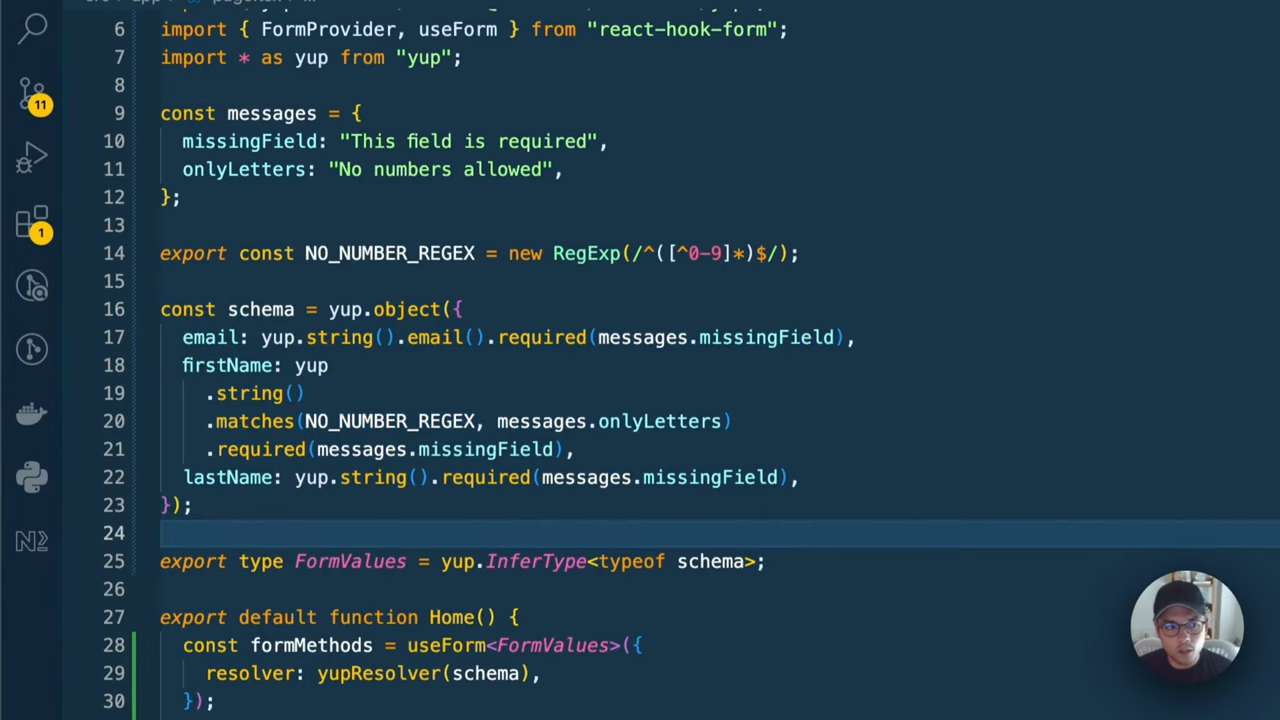 6 import { FormProvider, useForm } from "react-hook-form";
7 import * as yup from "yup";
8
9 const messages = {
10 missingField: "This field is required",
11 onlyLetters: "No numbers allowed",
12 };
13
14 export const NO_NUMBER_REGEX = new RegExp(/^([^0-9]*)$/);
15
16 const schema = yup.object({
17 email: yup.string().email().required(messages.missingField),
18 firstName: yup
19 .string()
20 .matches(NO_NUMBER_REGEX, messages.onlyLetters)
21 .required(messages.missingField),
22 lastName: yup.string().required(messages.missingField),
23 });
24
25 export type FormValues = yup.InferType<typeof schema>;
26
27 export default function Home() {
28 const formMethods = useForm<FormValues>({
29 resolver: yupResolver(schema),
30 });
11
1